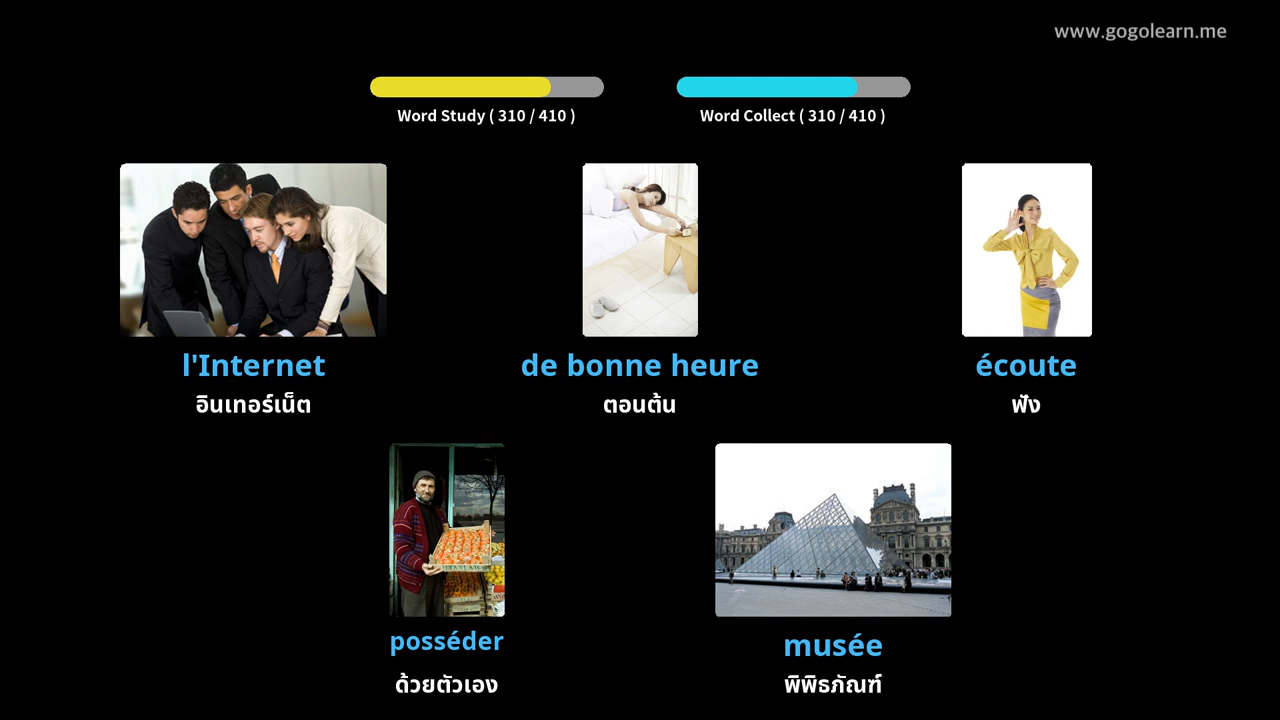 www.gogolearn.me
Word Study ( 310 / 410 )
Word Collect ( 310 / 410 )
l'Internet
อินเทอร์เน็ต
de bonne heure
ตอนต้น
écoute
ฟัง
posséder
ด้วยตัวเอง
musée
พิพิธภัณฑ์